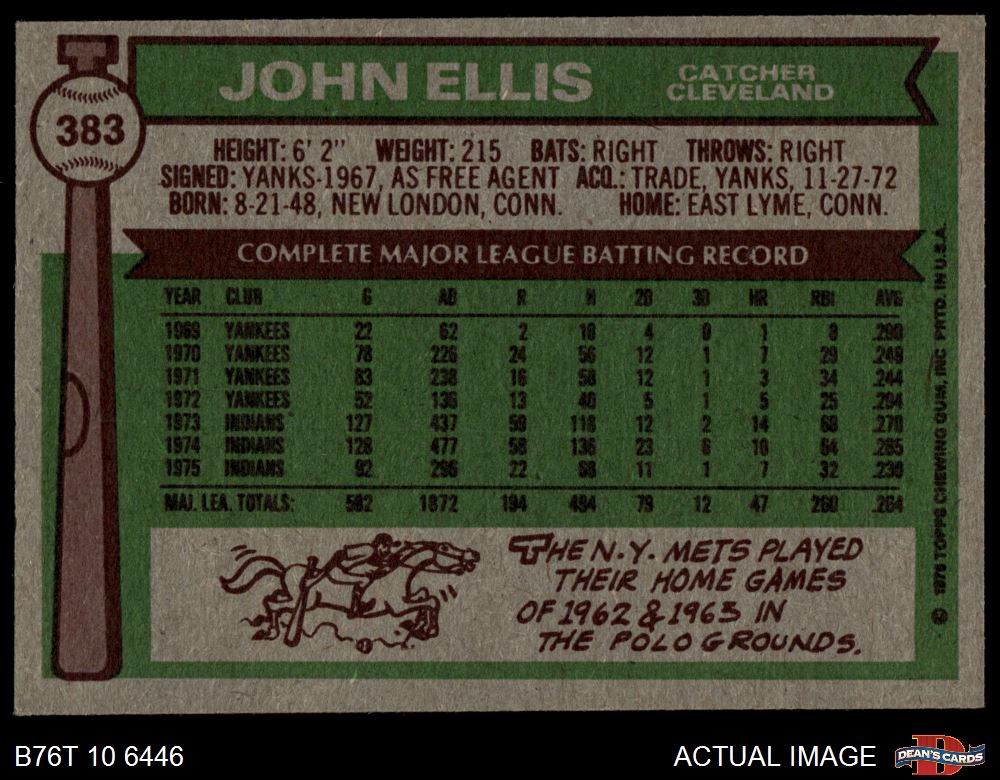 383
JOHN ELLIS
CATCHER
CLEVELAND
HEIGHT: 6' 2" WEIGHT: 215 BATS: RIGHT THROWS: RIGHT
SIGNED: YANKS-1967, AS FREE AGENT ACQ.: TRADE, YANKS, 11-27-72
BORN: 8-21-48, NEW LONDON, CONN. HOME: EAST LYME, CONN.
COMPLETE MAJOR LEAGUE BATTING RECORD
YEAR CLUB G AB R H 2B 3B HR RBI AVG
1969 YANKEES 22 62 2 18 4 0 1 8 .290
1970 YANKEES 78 226 24 56 12 1 7 29 .248
1971 YANKEES 83 238 16 58 12 1 3 34 .244
1972 YANKEES 52 136 13 40 5 1 5 25 .294
1973 INDIANS 127 437 59 118 12 2 14 68 .270
1974 INDIANS 128 477 58 136 23 6 10 64 .285
1975 INDIANS 92 296 22 68 11 1 7 32 .230
MAJ. LEA. TOTALS: 582 1872 194 494 79 12 47 260 .264
THE N.Y. METS PLAYED
THEIR HOME GAMES
OF 1962 & 1963 IN
THE POLO GROUNDS.
© 1976 TOPPS CHEWING GUM, INC PRTD. IN U.S.A.
B76T 10 6446
ACTUAL IMAGE
D
DEAN'S CARDS